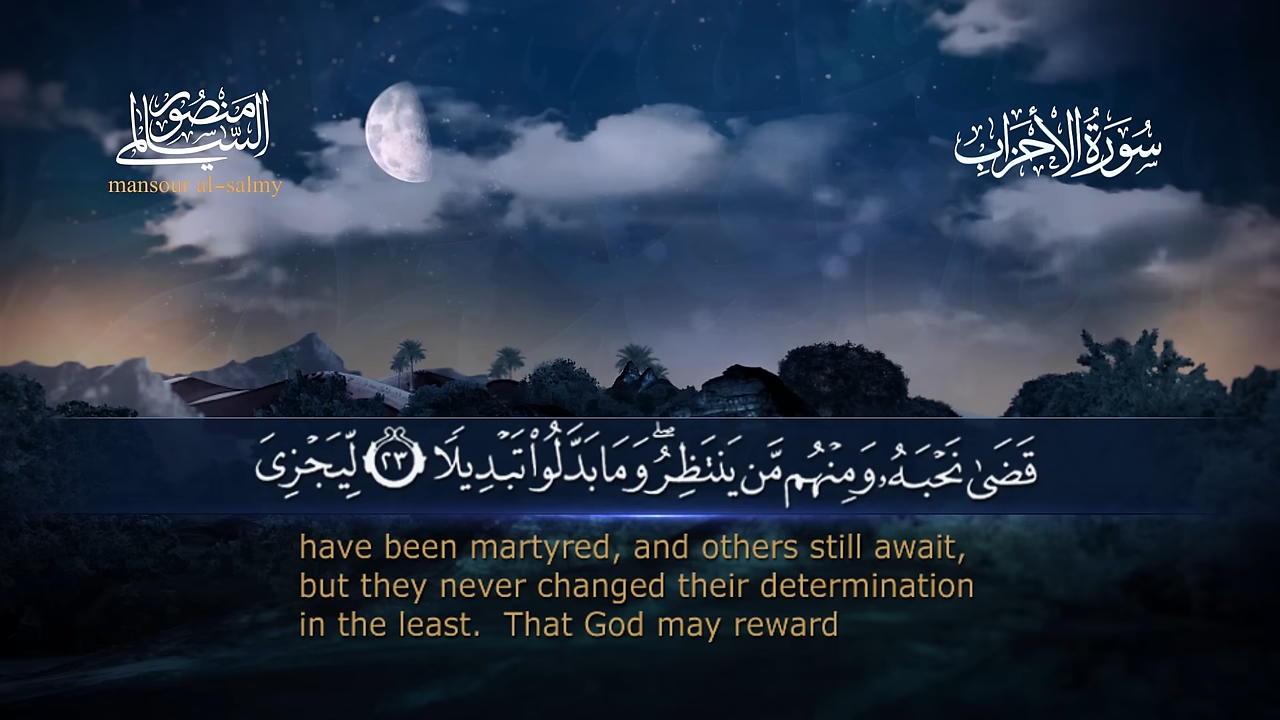 منصور
السالمي
mansour al-salmy
سُورَةُ الأَحْزَابِ
قَضَىٰ نَحْبَهُۥ وَمِنْهُم مَّن يَنتَظِرُ ۖ وَمَا بَدَّلُوا۟ تَبْدِيلًا ٢٣ لِّيَجْزِىَ
have been martyred, and others still await,
but they never changed their determination
in the least. That God may reward